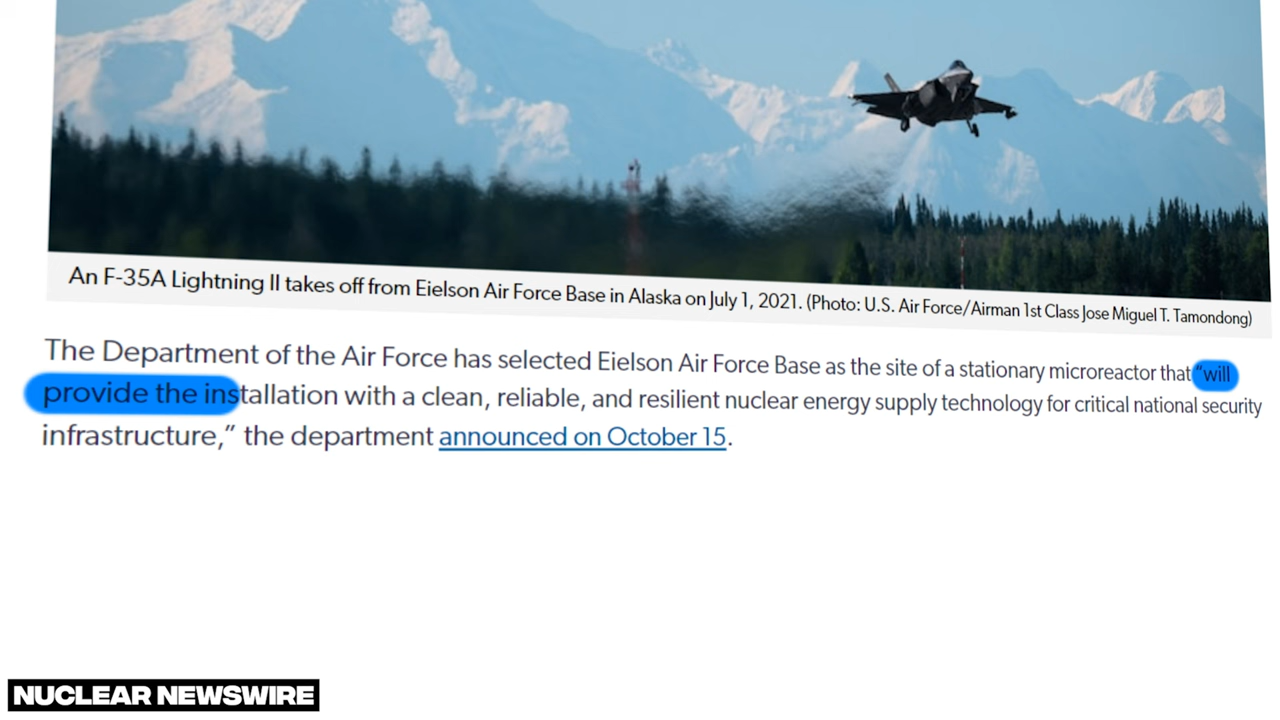 An F-35A Lightning II takes off from Eielson Air Force Base in Alaska on July 1, 2021. (Photo: U.S. Air Force/Airman 1st Class Jose Miguel T. Tamondong)
The Department of the Air Force has selected Eielson Air Force Base as the site of a stationary microreactor that “will
provide the installation with a clean, reliable, and resilient nuclear energy supply technology for critical national security
infrastructure,” the department announced on October 15.
NUCLEAR NEWSWIRE